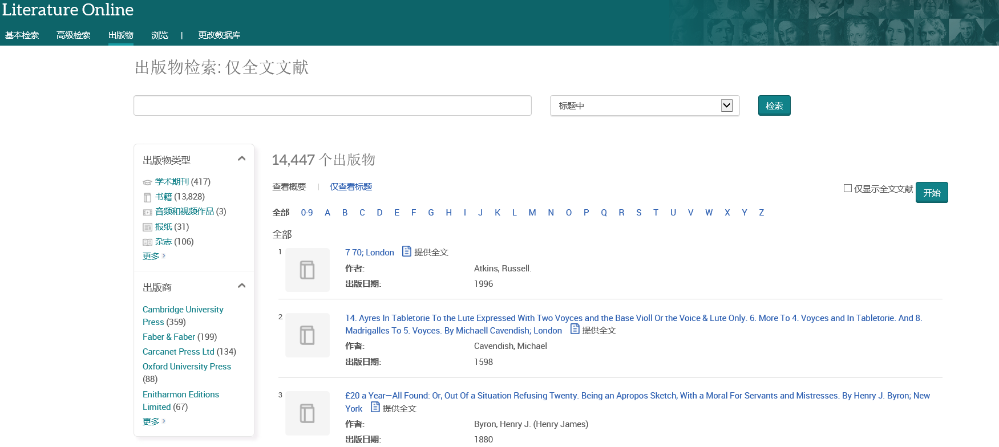 Literature Online
基本检索 高级检索 出版物 浏览 | 更改数据库
出版物检索: 仅全文文献
标题中 检索
出版物类型
学术期刊 (417)
书籍 (13,828)
音频和视频作品 (3)
报纸 (31)
杂志 (106)
更多 ›
出版商
Cambridge University
Press (359)
Faber & Faber (199)
Carcanet Press Ltd (134)
Oxford University Press
(88)
Enitharmon Editions
Limited (67)
更多 ›
14,447 个出版物
查看概要 | 仅查看标题
仅显示全文文献 开始
全部 0-9 A B C D E F G H I J K L M N O P Q R S T U V W X Y Z
全部
1 7 70; London 提供全文
作者: Atkins, Russell.
出版日期: 1996
2 14. Ayres In Tabletorie To the Lute Expressed With Two Voyces and the Base Violl Or the Voice & Lute Only. 6. More To 4. Voyces and In Tabletorie. And 8.
Madrigalles To 5. Voyces. By Michaell Cavendish; London 提供全文
作者: Cavendish, Michael
出版日期: 1598
3 £20 a Year—All Found: Or, Out Of a Situation Refusing Twenty. Being an Apropos Sketch, With a Moral For Servants and Mistresses. By Henry J. Byron; New
York 提供全文
作者: Byron, Henry J. (Henry James)
出版日期: 1880